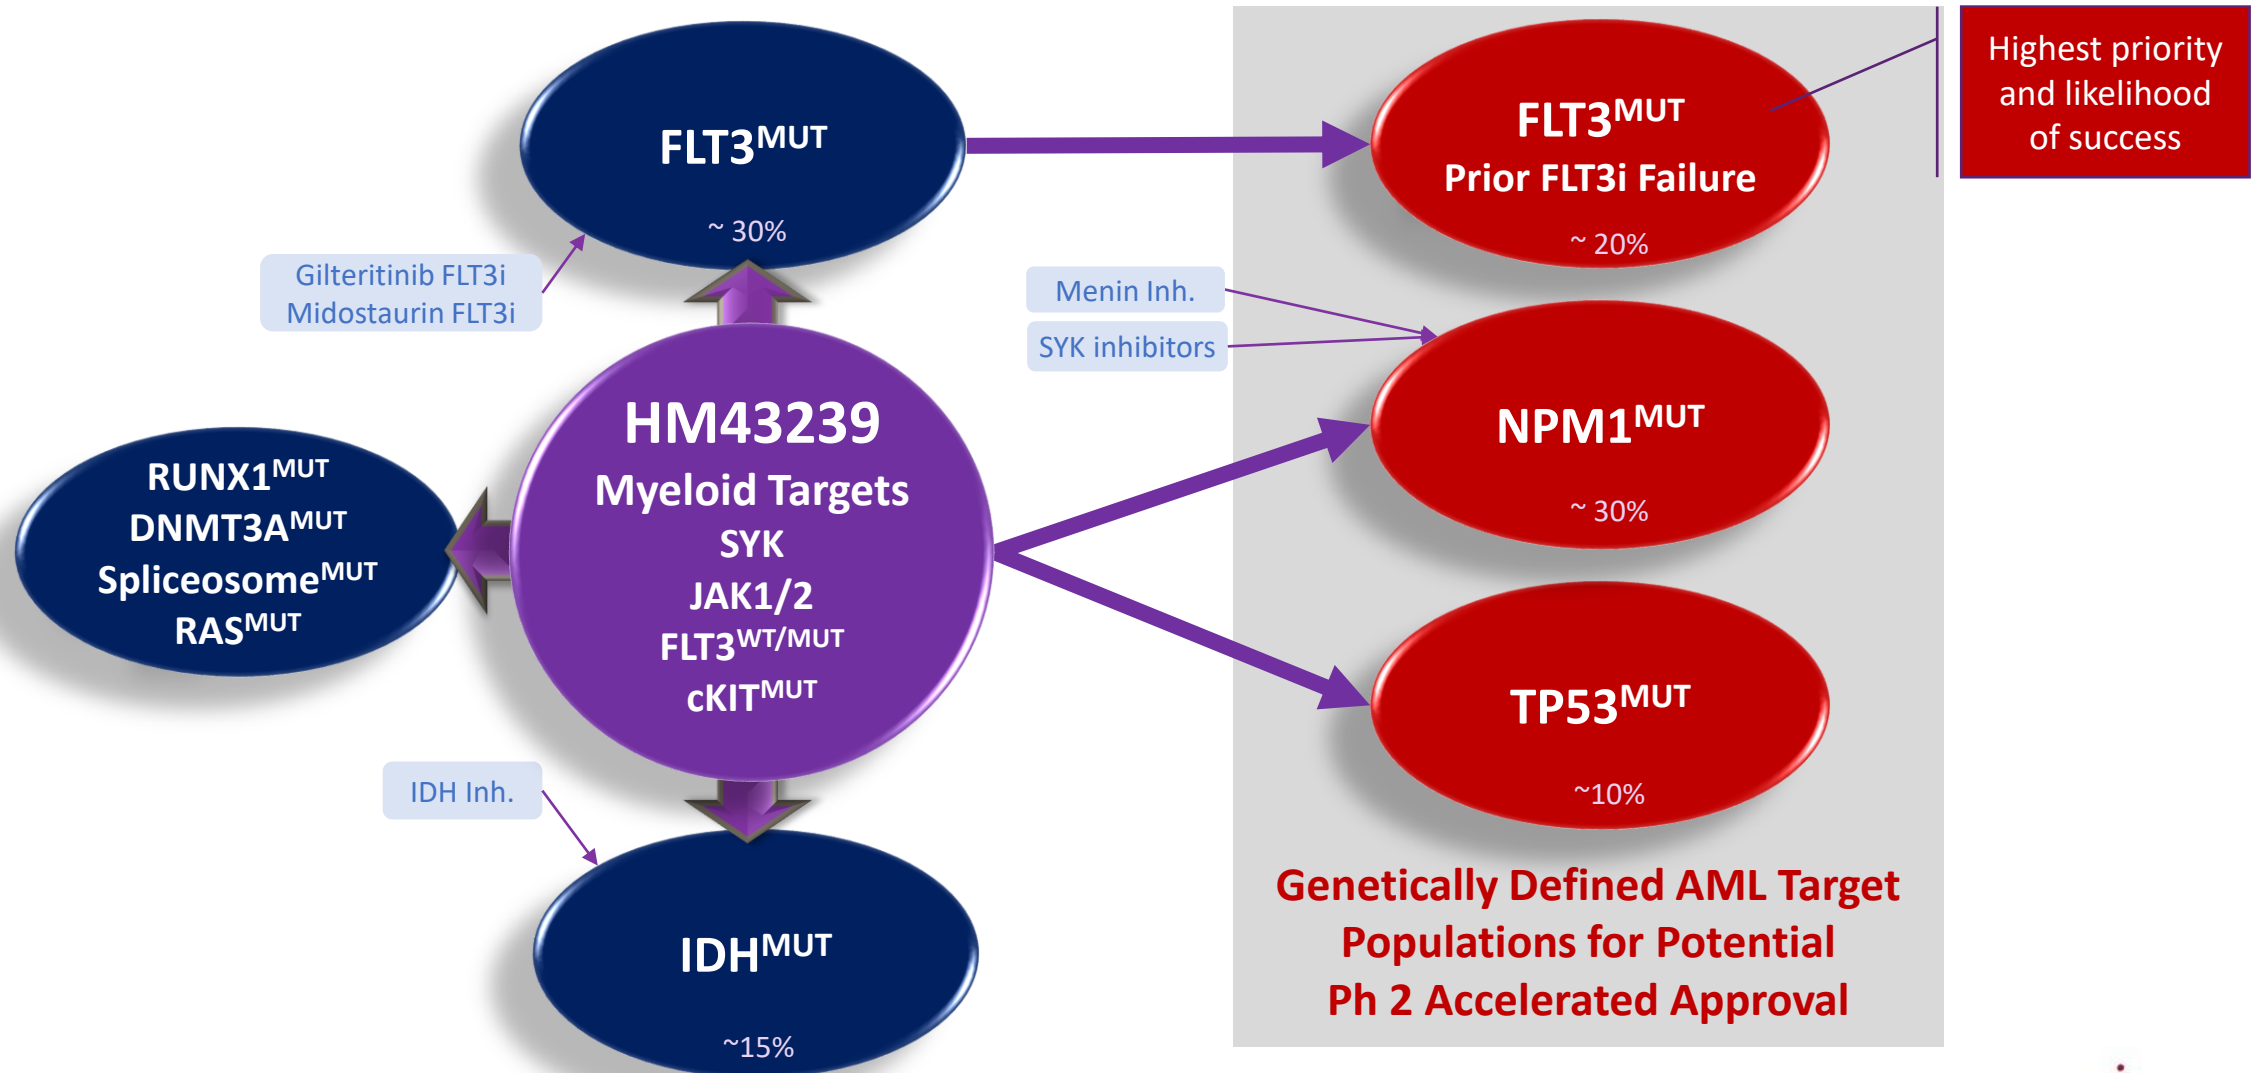 FLT3MUT
~ 30%
Gilteritinib FLT3i
Midostaurin FLT3i
HM43239
Myeloid Targets
SYK
JAK1/2
FLT3WT/MUT
cKITMUT
RUNX1MUT
DNMT3AMUT
SpliceosomeMUT
RASMUT
IDH Inh.
IDHMUT
~15%
FLT3MUT
Prior FLT3i Failure
~ 20%
Highest priority
and likelihood
of success
Menin Inh.
SYK inhibitors
NPM1MUT
~ 30%
TP53MUT
~10%
Genetically Defined AML Target
Populations for Potential
Ph 2 Accelerated Approval